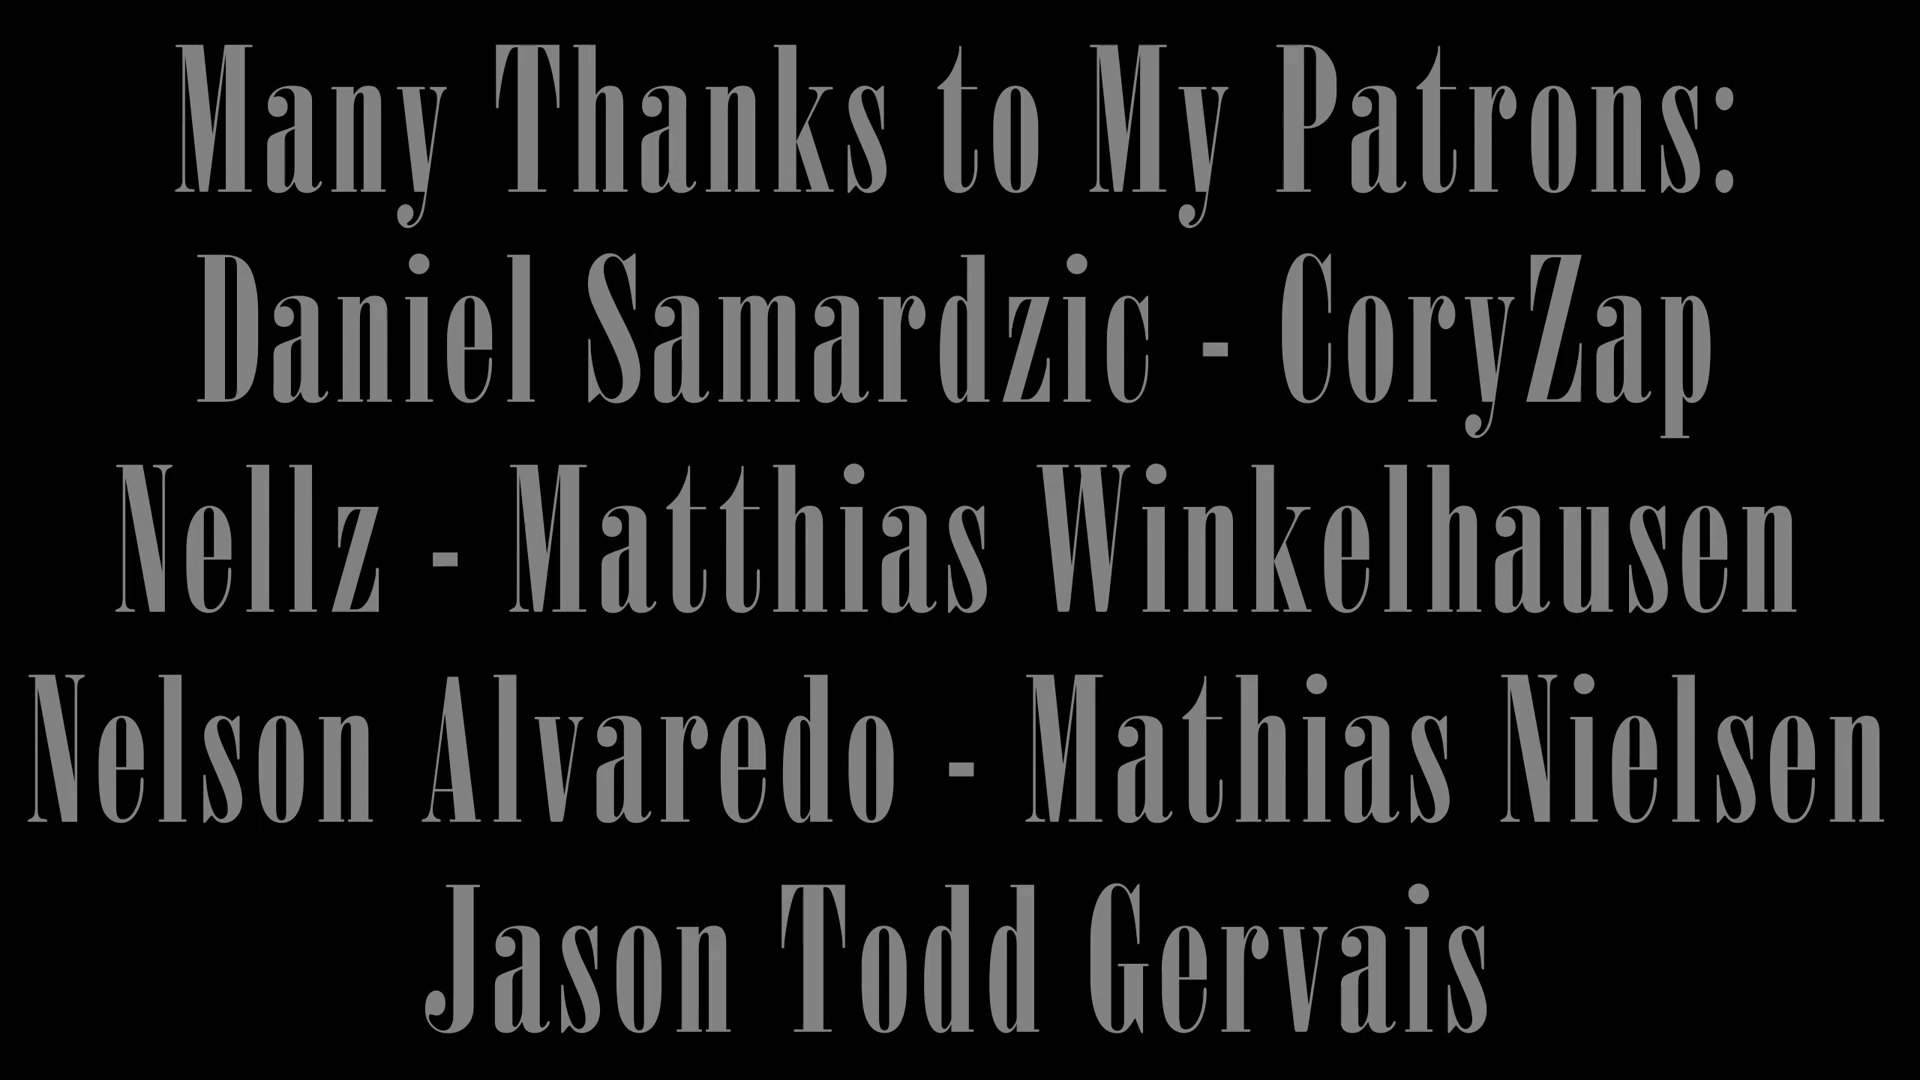 Many Thanks to My Patrons:
Daniel Samardzic - CoryZap
Nellz - Matthias Winkelhausen
Nelson Alvaredo - Mathias Nielsen
Jason Todd Gervais